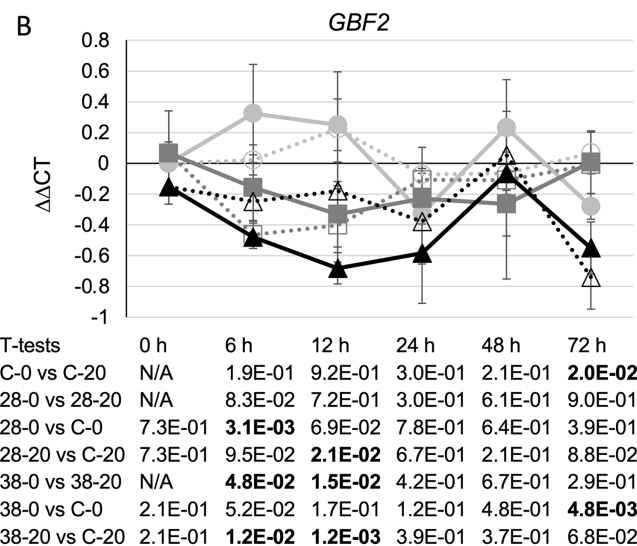 B
GBF2
0.8
0.6
0.4
0.2
0
-0.2
-0.4
-0.6
-0.8
-1
ΔΔCT
T-tests 0 h 6 h 12 h 24 h 48 h 72 h
C-0 vs C-20 N/A 1.9E-01 9.2E-01 3.0E-01 2.1E-01 2.0E-02
28-0 vs 28-20 N/A 8.3E-02 7.2E-01 3.0E-01 6.1E-01 9.0E-01
28-0 vs C-0 7.3E-01 3.1E-03 6.9E-02 7.8E-01 6.4E-01 3.9E-01
28-20 vs C-20 7.3E-01 9.5E-02 2.1E-02 6.7E-01 2.1E-01 8.8E-02
38-0 vs 38-20 N/A 4.8E-02 1.5E-02 4.2E-01 6.7E-01 2.9E-01
38-0 vs C-0 2.1E-01 5.2E-02 1.7E-01 1.2E-01 4.8E-01 4.8E-03
38-20 vs C-20 2.1E-01 1.2E-02 1.2E-03 3.9E-01 3.7E-01 6.8E-02